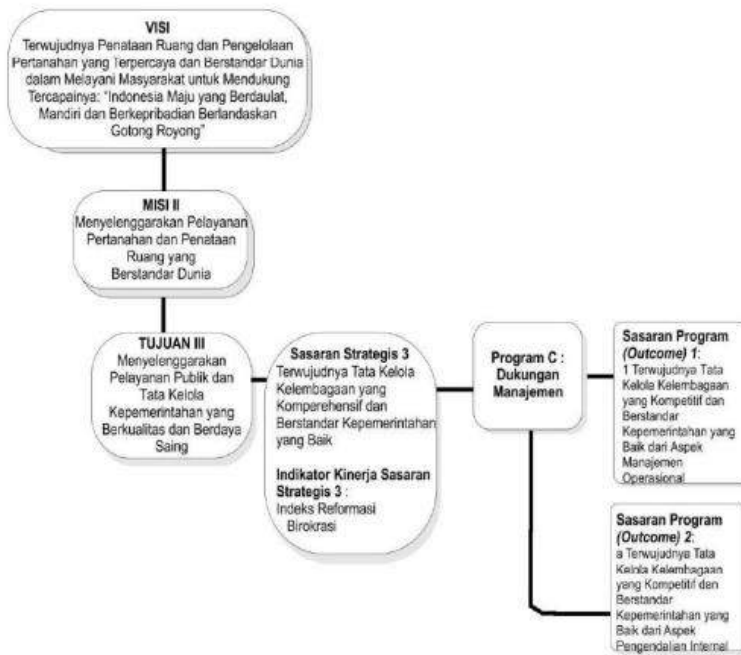 VISI
Terwujudnya Penataan Ruang dan Pengelolaan
Pertanahan yang Terpercaya dan Berstandar Dunia
dalam Melayani Masyarakat untuk Mendukung
Tercapainya: “Indonesia Maju yang Berdaulat,
Mandiri dan Berkepribadian Berlandaskan
Gotong Royong”
MISI II
Menyelenggarakan Pelayanan
Pertanahan dan Penataan
Ruang yang
Berstandar Dunia
TUJUAN III
Menyelenggarakan
Pelayanan Publik dan
Tata Kelola
Kepemerintahan yang
Berkualitas dan Berdaya
Saing
Sasaran Strategis 3
Terwujudnya Tata Kelola
Kelembagaan yang
Komperehensif dan
Berstandar Kepemerintahan
yang Baik
Indikator Kinerja Sasaran
Strategis 3 :
Indeks Reformasi
Birokrasi
Program C :
Dukungan
Manajemen
Sasaran Program
(Outcome) 1:
1 Terwujudnya Tata
Kelola Kelembagaan
yang Kompetitif dan
Berstandar
Kepemerintahan yang
Baik dari Aspek
Manajemen
Operasional
Sasaran Program
(Outcome) 2:
a Terwujudnya Tata
Kelola Kelembagaan
yang Kompetitif dan
Berstandar
Kepemerintahan yang
Baik dari Aspek
Pengendalian Internal